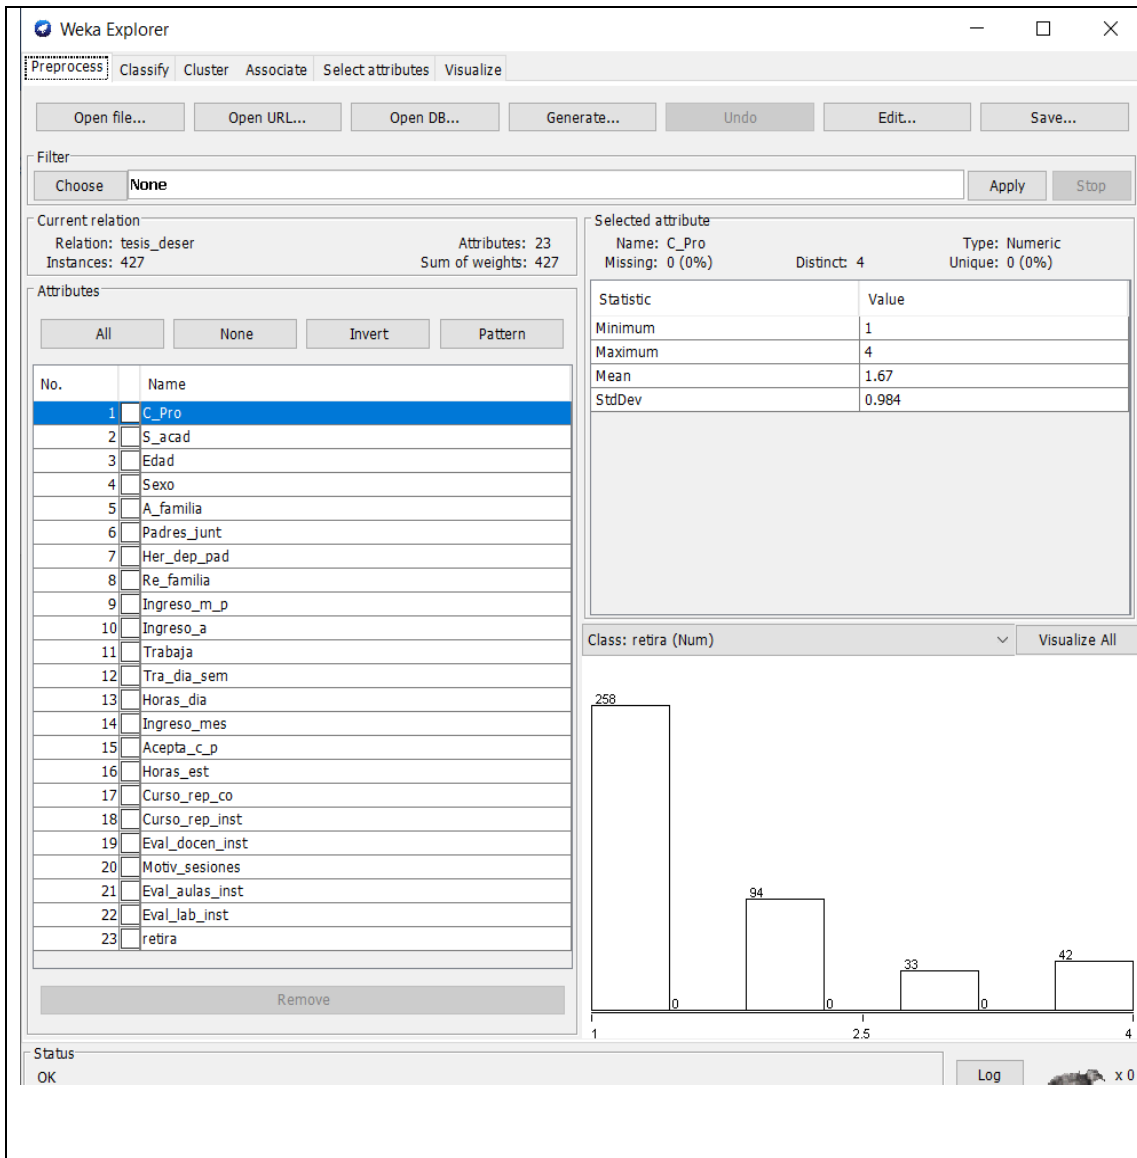 Weka Explorer
Preprocess Classify Cluster Associate Select attributes Visualize
Open file... Open URL... Open DB... Generate... Undo Edit... Save...
Filter
Choose None Apply Stop
Current relation
Relation: tesis_deser Attributes: 23
Instances: 427 Sum of weights: 427
Attributes
All None Invert Pattern
No. Name
1 C_Pro
2 S_acad
3 Edad
4 Sexo
5 A_familia
6 Padres_junt
7 Her_dep_pad
8 Re_familia
9 Ingreso_m_p
10 Ingreso_a
11 Trabaja
12 Tra_dia_sem
13 Horas_dia
14 Ingreso_mes
15 Acepta_c_p
16 Horas_est
17 Curso_rep_co
18 Curso_rep_inst
19 Eval_docen_inst
20 Motiv_sesiones
21 Eval_aulas_inst
22 Eval_lab_inst
23 retira
Remove
Selected attribute
Name: C_Pro Type: Numeric
Missing: 0 (0%) Distinct: 4 Unique: 0 (0%)
Statistic Value
Minimum 1
Maximum 4
Mean 1.67
StdDev 0.984
Class: retira (Num) Visualize All
258
94
33
42
0 0 0
1 2.5 4
Status
OK
Log x 0